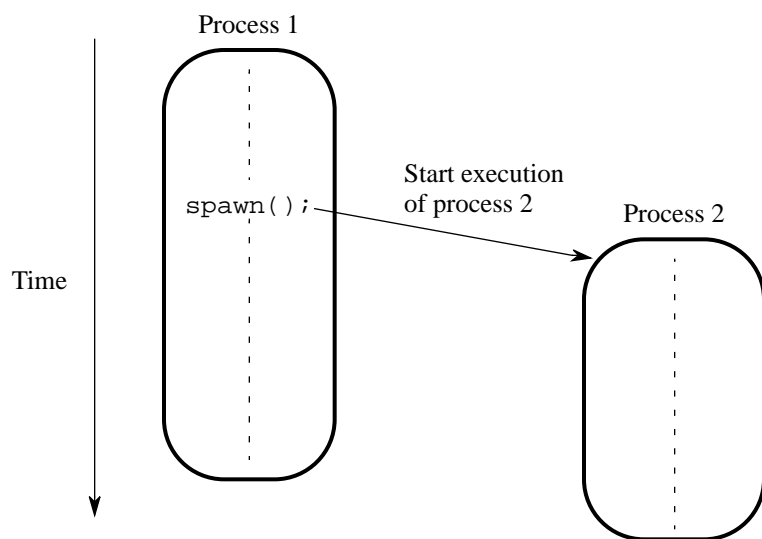 Process 1
Start execution
of process 2
spawn();
Process 2
Time